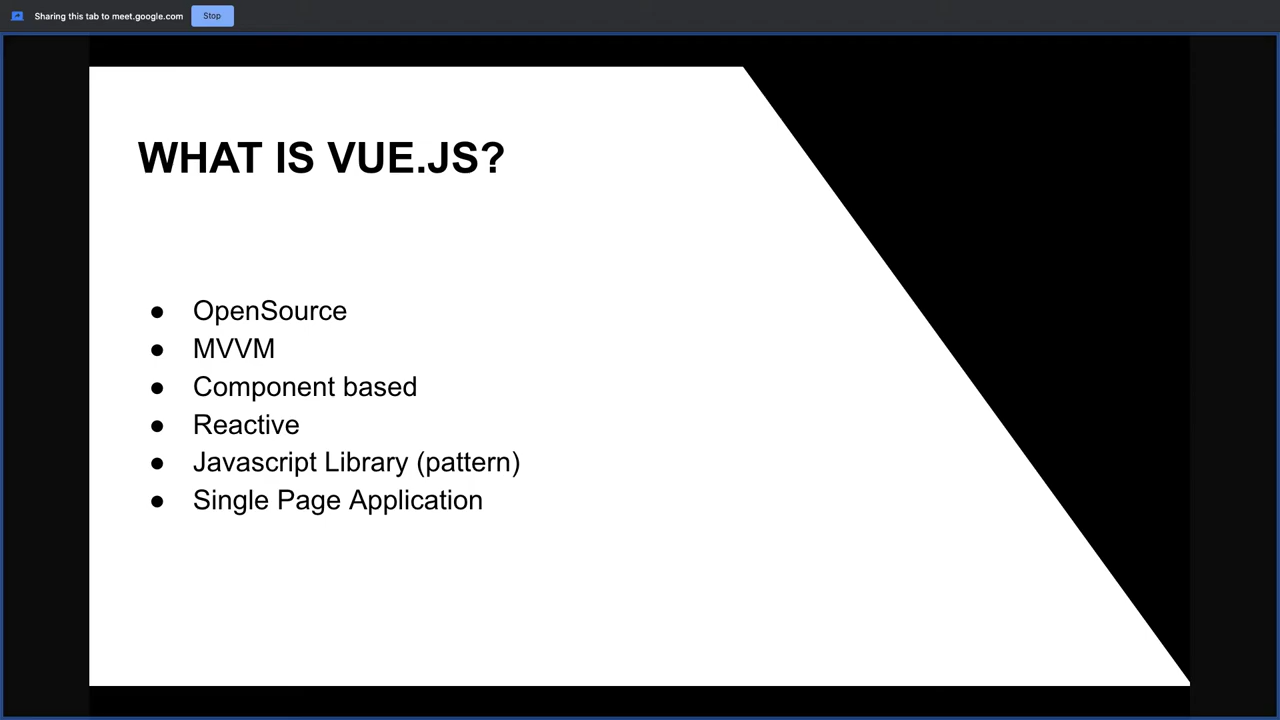 Sharing this tab to meet.google.com Stop
WHAT IS VUE.JS?
● OpenSource
● MVVM
● Component based
● Reactive
● Javascript Library (pattern)
● Single Page Application